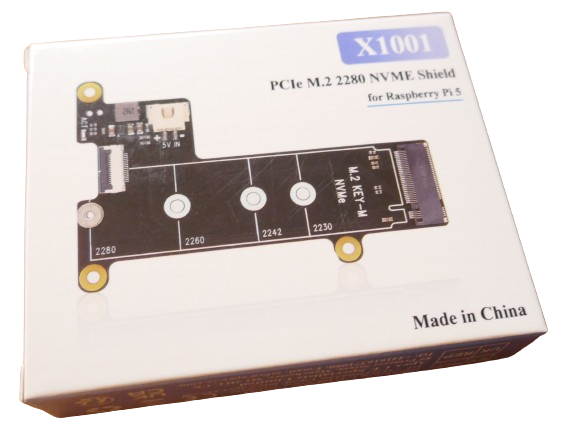 X1001
PCIe M.2 2280 NVME Shield
for Raspberry Pi 5
5V IN
M.2 KEY-M
NVMe
2280
2260
2242
2230
Made in China